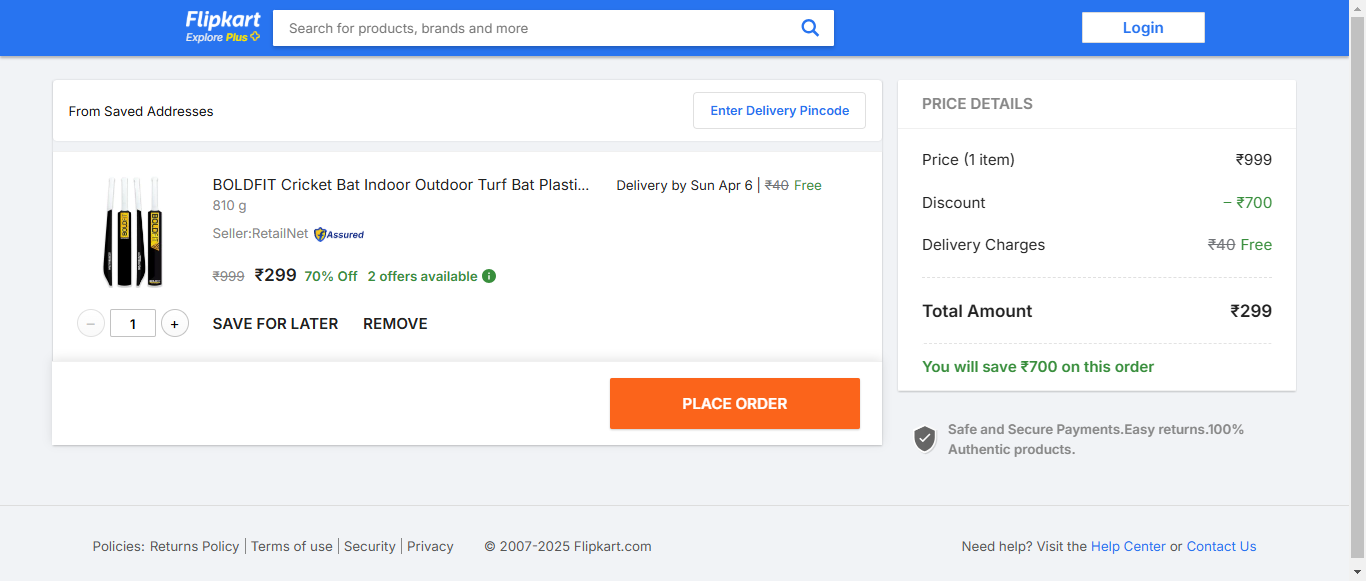 Flipkart
Explore Plus
Search for products, brands and more
Login
From Saved Addresses
Enter Delivery Pincode
BOLDFIT Cricket Bat Indoor Outdoor Turf Bat Plasti...
Delivery by Sun Apr 6 | ₹40 Free
810 g
Seller:RetailNet Assured
₹999 ₹299 70% Off 2 offers available
− 1 +
SAVE FOR LATER REMOVE
PLACE ORDER
PRICE DETAILS
Price (1 item) ₹999
Discount − ₹700
Delivery Charges ₹40 Free
Total Amount ₹299
You will save ₹700 on this order
Safe and Secure Payments.Easy returns.100%
Authentic products.
Policies: Returns Policy | Terms of use | Security | Privacy © 2007-2025 Flipkart.com
Need help? Visit the Help Center or Contact Us